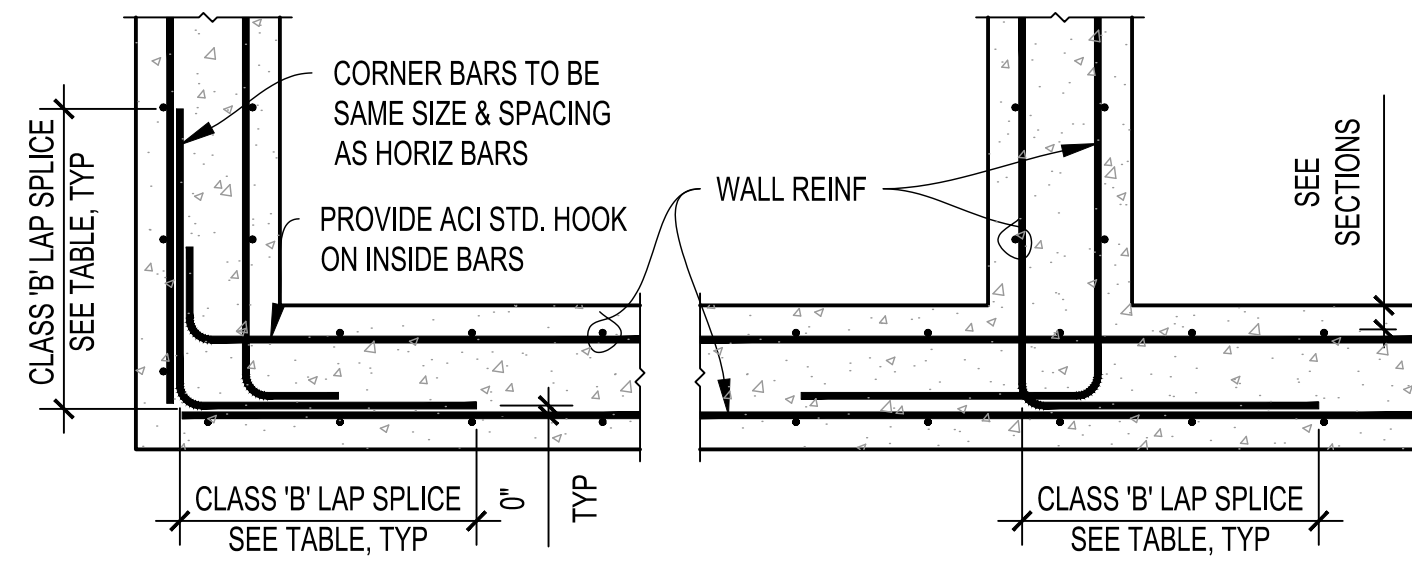 CORNER BARS TO BE
SAME SIZE & SPACING
AS HORIZ BARS
PROVIDE ACI STD. HOOK
ON INSIDE BARS
CLASS 'B' LAP SPLICE
SEE TABLE, TYP
WALL REINF
SEE
SECTIONS
CLASS 'B' LAP SPLICE
SEE TABLE, TYP
0"
TYP
CLASS 'B' LAP SPLICE
SEE TABLE, TYP